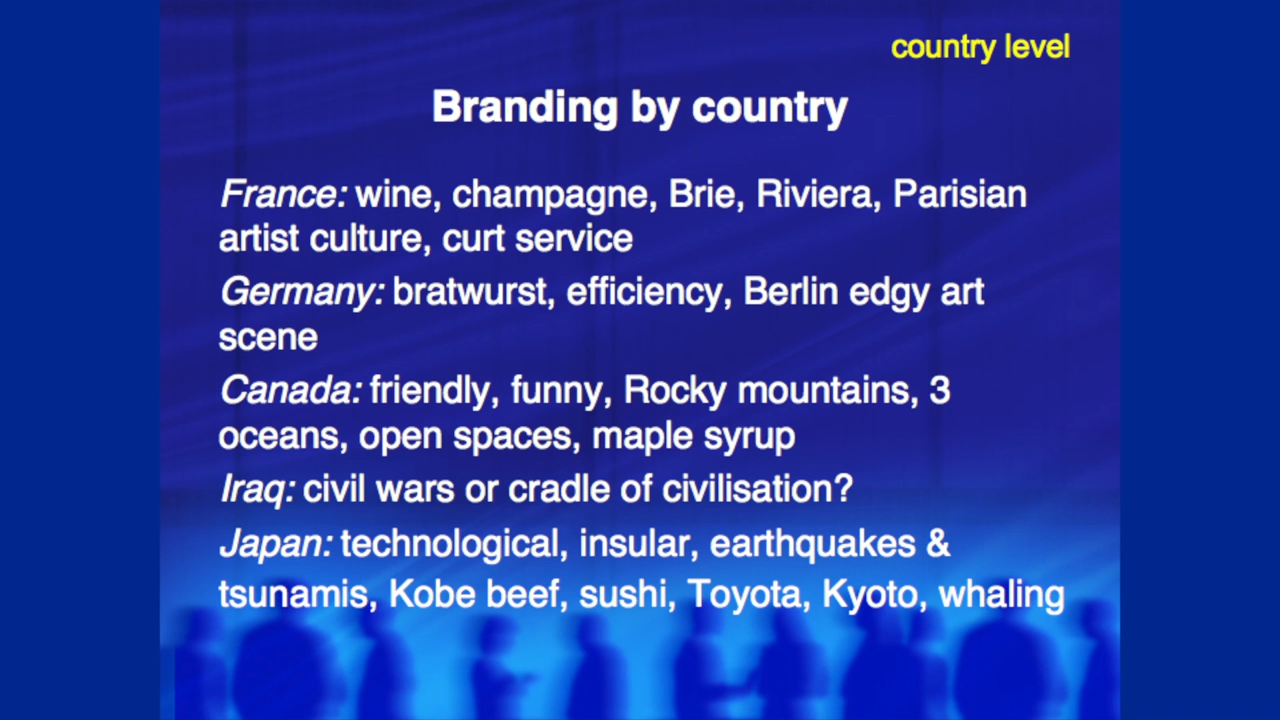 country level
Branding by country
France: wine, champagne, Brie, Riviera, Parisian
artist culture, curt service
Germany: bratwurst, efficiency, Berlin edgy art
scene
Canada: friendly, funny, Rocky mountains, 3
oceans, open spaces, maple syrup
Iraq: civil wars or cradle of civilisation?
Japan: technological, insular, earthquakes &
tsunamis, Kobe beef, sushi, Toyota, Kyoto, whaling